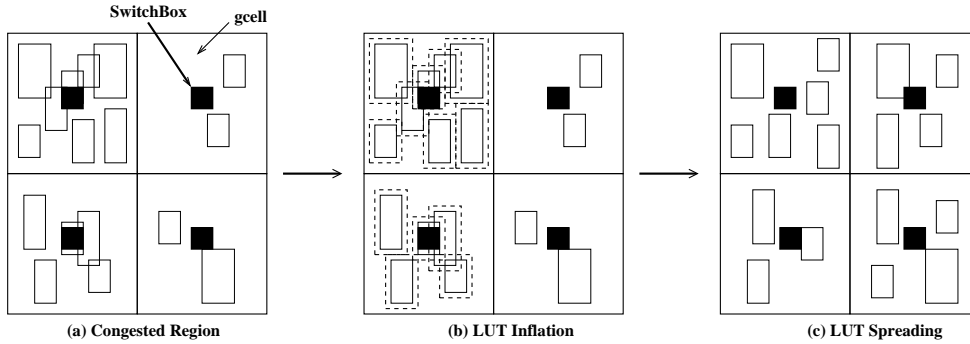 SwitchBox
gcell
(a) Congested Region
(b) LUT Inflation
(c) LUT Spreading